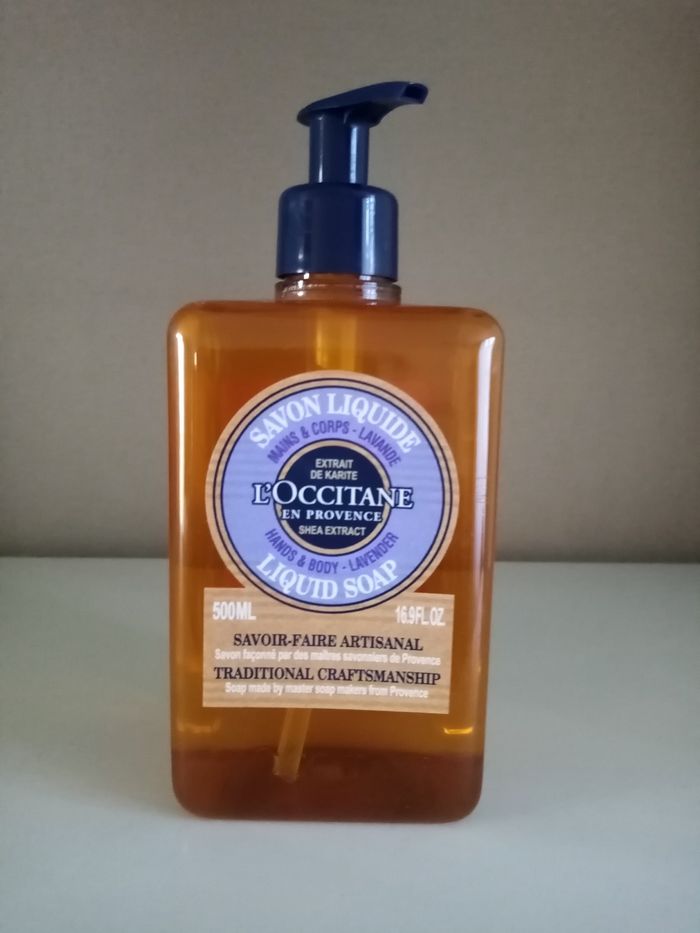 SAVON LIQUIDE
MAINS & CORPS - LAVANDE
EXTRAIT
DE KARITE
L'OCCITANE
EN PROVENCE
SHEA EXTRACT
HANDS & BODY - LAVENDER
LIQUID SOAP
500ML 16.9FL.OZ.
SAVOIR-FAIRE ARTISANAL
Savon façonné par des maîtres savonniers de Provence
TRADITIONAL CRAFTSMANSHIP
Soap made by master soap makers from Provence